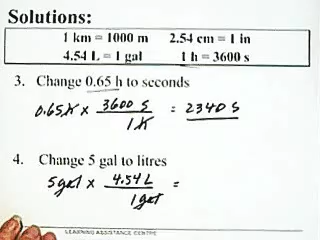 Solutions:
1 km = 1000 m 2.54 cm = 1 in
4.54 L = 1 gal 1 h = 3600 s
3. Change 0.65 h to seconds
0.65 h x 3600 s / 1 h = 2340 s
4. Change 5 gal to litres
5 gal x 4.54 L / 1 gal =
LEARNING ASSISTANCE CENTRE